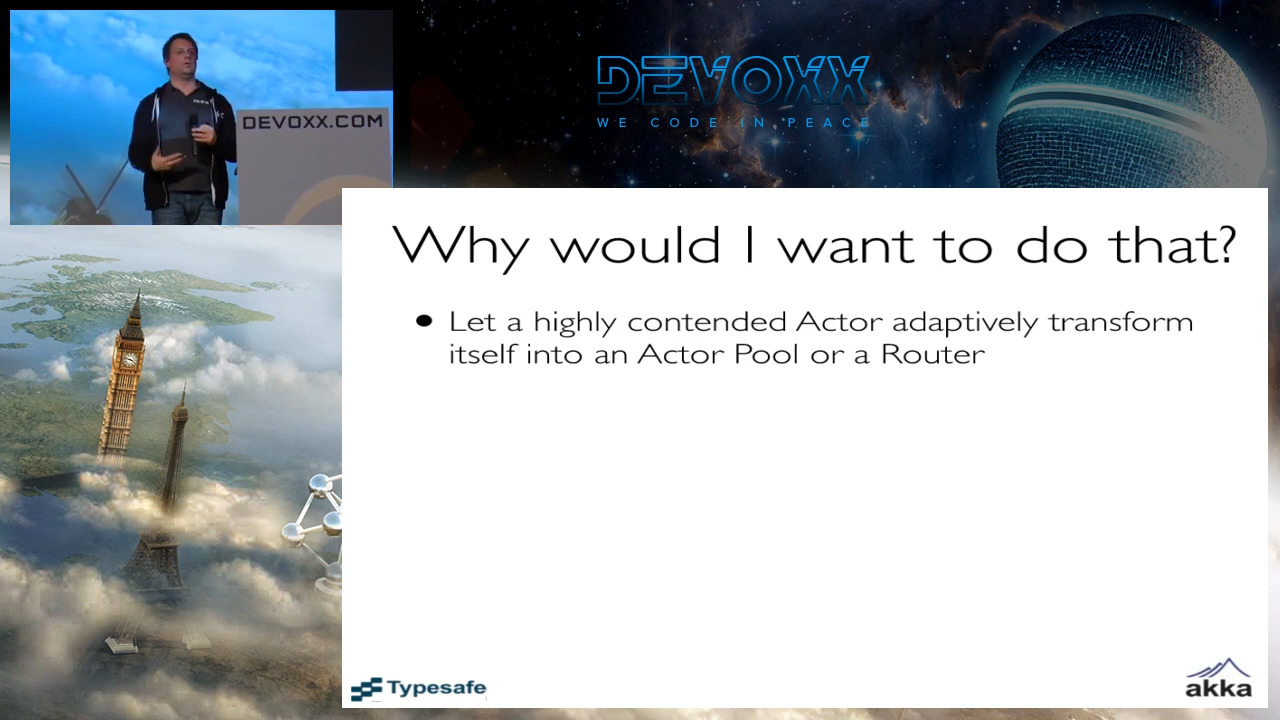 DEVOXX.COM
DEVOXX
WE CODE IN PEACE
Why would I want to do that?
• Let a highly contended Actor adaptively transform
itself into an Actor Pool or a Router
Typesafe
akka